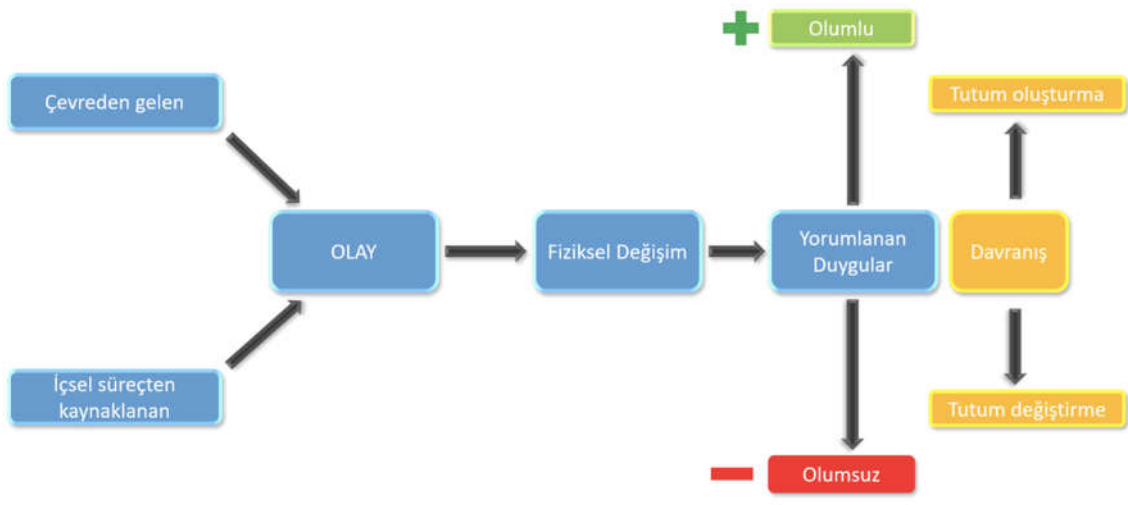 Olumlu
Çevreden gelen
Tutum oluşturma
OLAY
Fiziksel Değişim
Yorumlanan
Duygular
Davranış
İçsel süreçten
kaynaklanan
Tutum değiştirme
Olumsuz